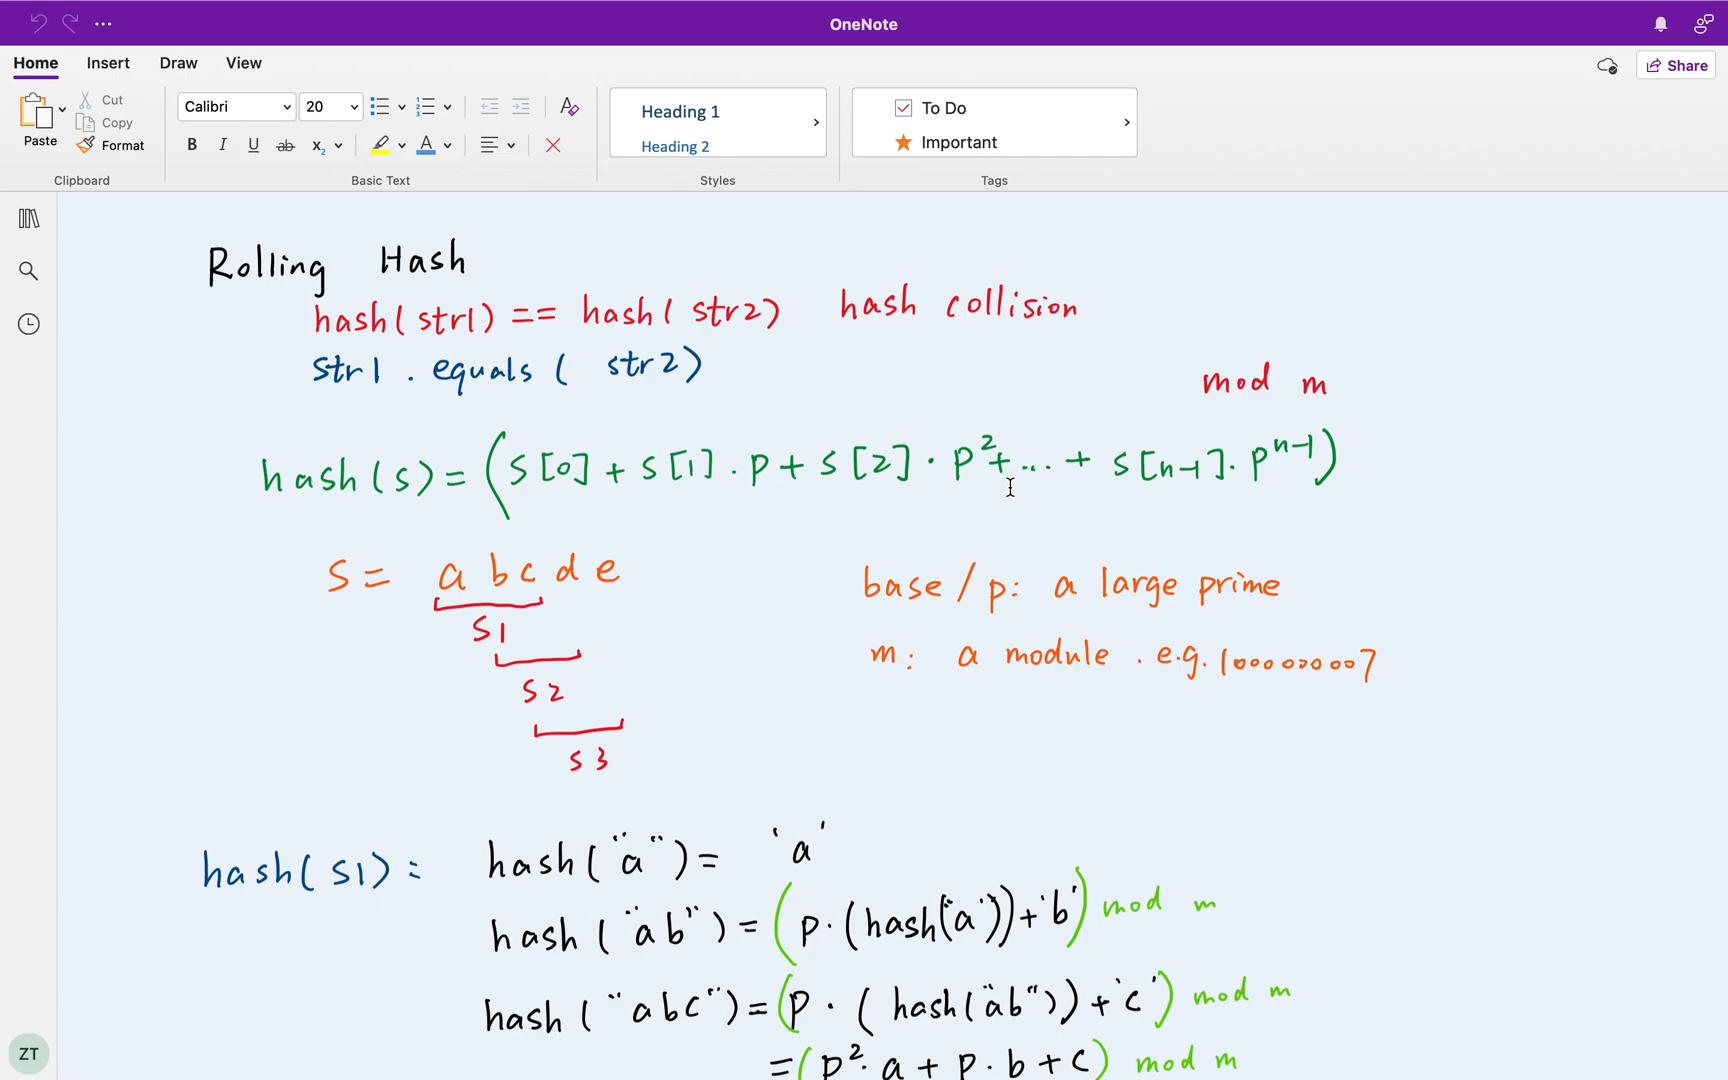 OneNote
Home Insert Draw View
Share
Paste
Cut
Copy
Format
Clipboard
Calibri 20
B I U ab x₂ A
Basic Text
Heading 1
Heading 2
Styles
To Do
Important
Tags
Rolling Hash
hash(str1) == hash(str2) hash collision
str1.equals(str2)
mod m
hash(s) = (s[0] + s[1]·p + s[2]·p² + ... + s[n-1]·pⁿ⁻¹)
s = a b c d e
s1
s2
s3
base/p: a large prime
m: a module. e.g. 1000000007
hash(s1): hash("a") = 'a'
hash("ab") = (p·(hash("a")) + 'b') mod m
hash("abc") = (p·(hash("ab")) + 'c') mod m
= (p²·a + p·b + c) mod m
ZT